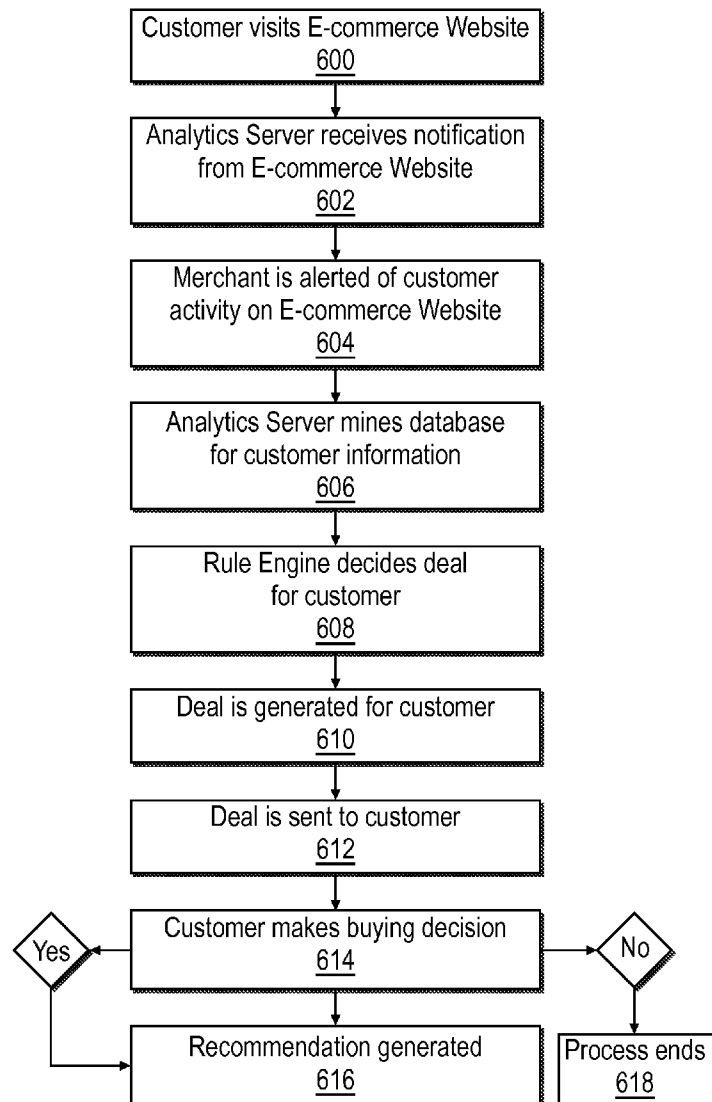 Customer visits E-commerce Website
600
Analytics Server receives notification
from E-commerce Website
602
Merchant is alerted of customer
activity on E-commerce Website
604
Analytics Server mines database
for customer information
606
Rule Engine decides deal
for customer
608
Deal is generated for customer
610
Deal is sent to customer
612
Customer makes buying decision
614
Yes
No
Recommendation generated
616
Process ends
618